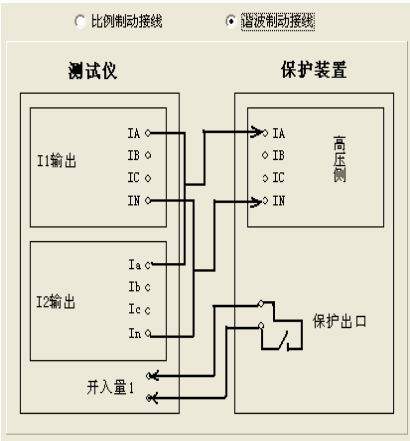 比例制动接线 谐波制动接线
测试仪 保护装置
I1输出
IA
IB
IC
IN
I2输出
Ia
Ib
Ic
In
开入量1
IA
IB
IC
IN
高压侧
保护出口